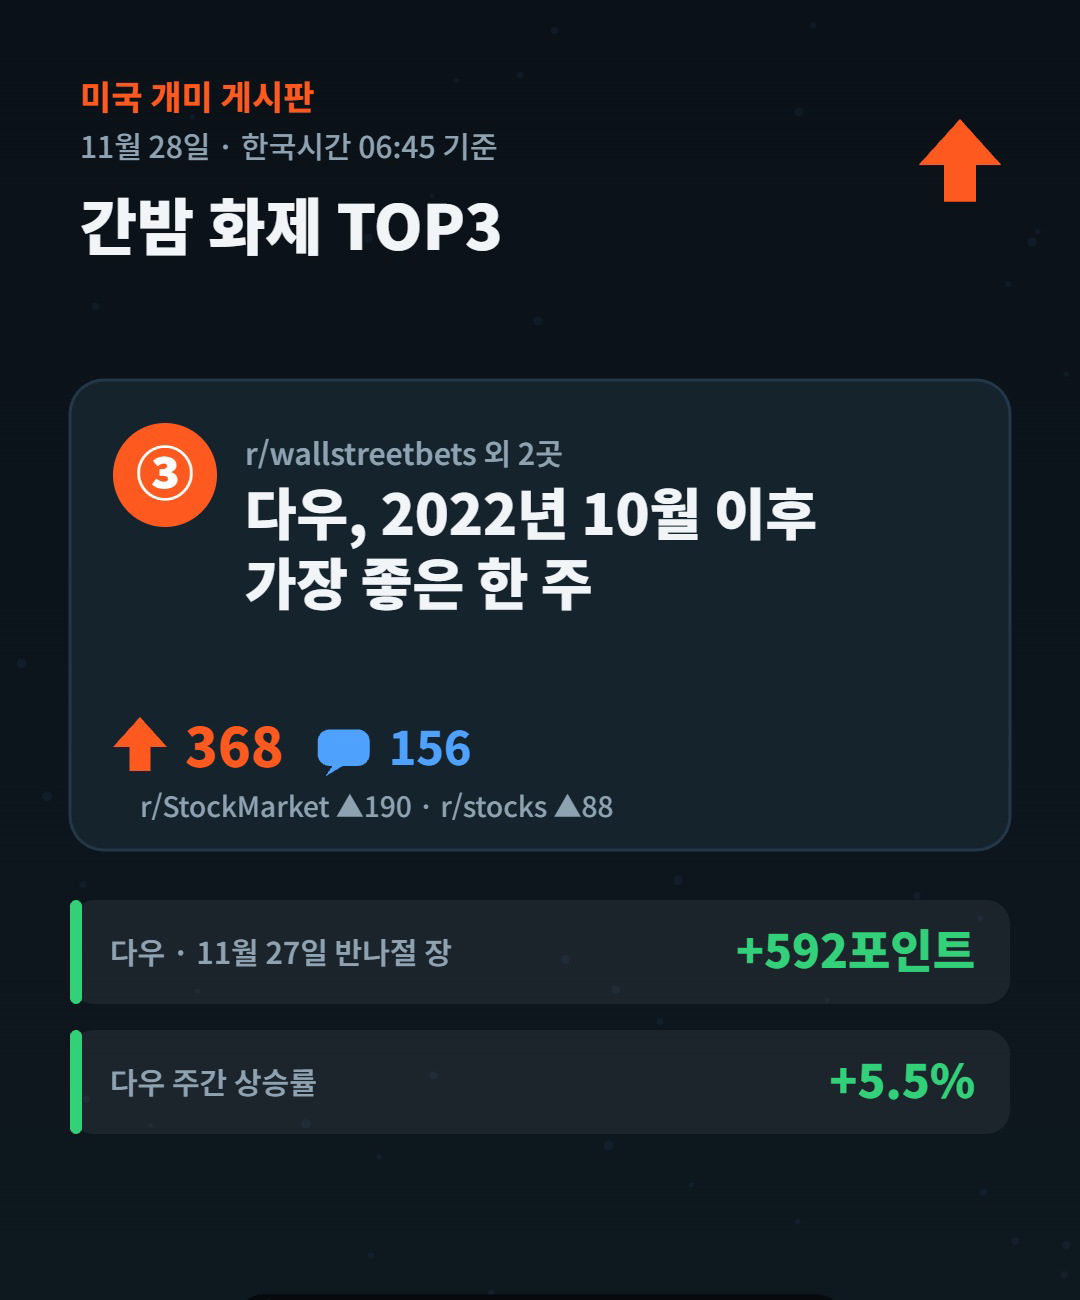 미국 개미 게시판
11월 28일 · 한국시간 06:45 기준
간밤 화제 TOP3
③
r/wallstreetbets 외 2곳
다우, 2022년 10월 이후
가장 좋은 한 주
368 156
r/StockMarket ▲190 · r/stocks ▲88
다우 · 11월 27일 반나절 장 +592포인트
다우 주간 상승률 +5.5%